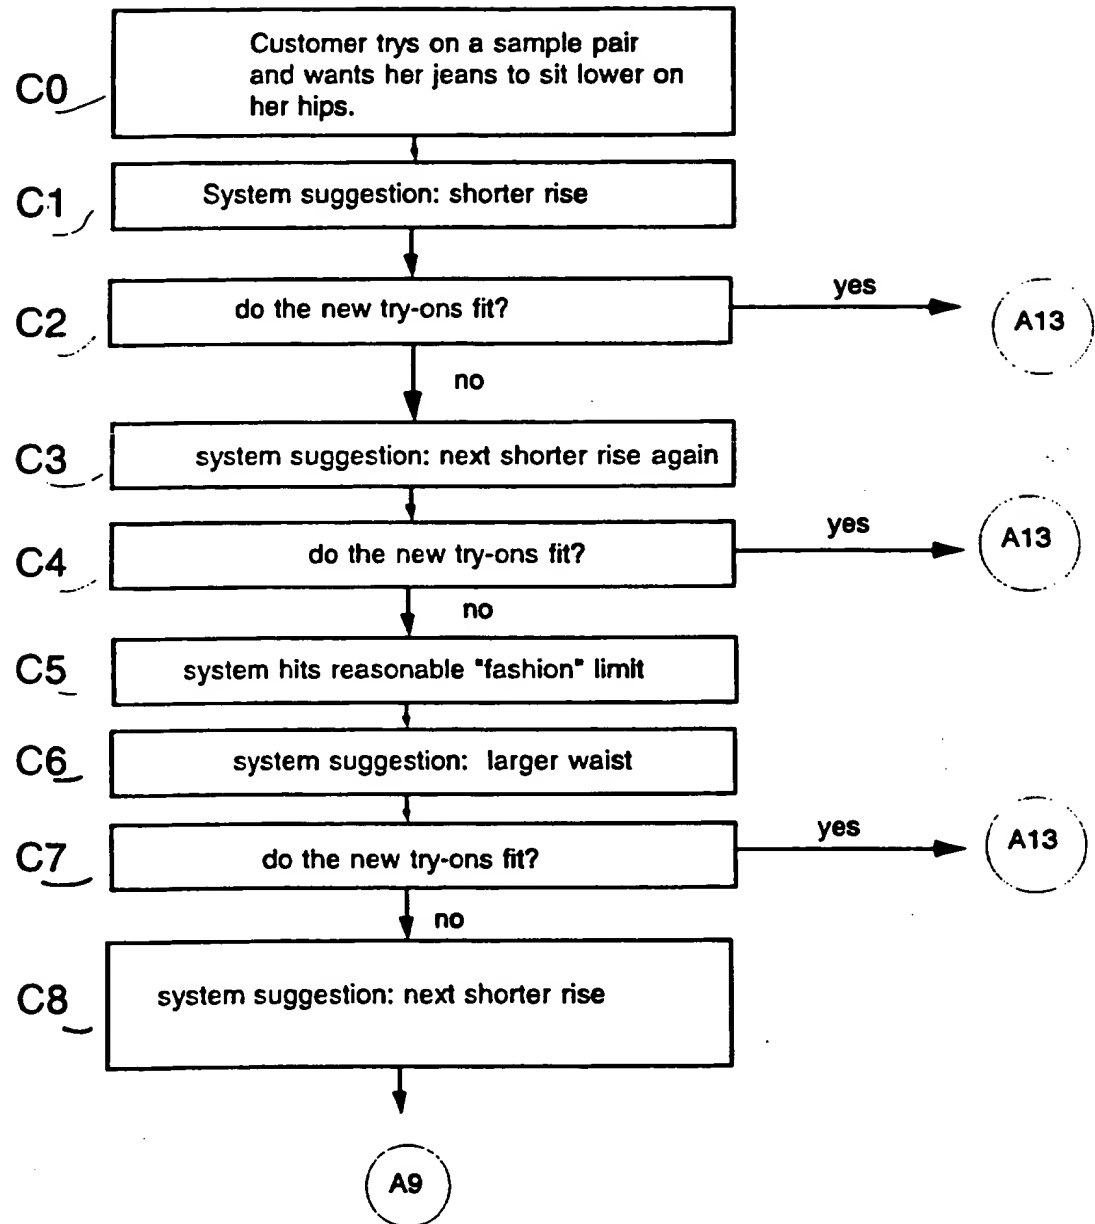 C0
Customer trys on a sample pair
and wants her jeans to sit lower on
her hips.
C1
System suggestion: shorter rise
C2
do the new try-ons fit?
yes
A13
no
C3
system suggestion: next shorter rise again
C4
do the new try-ons fit?
yes
A13
no
C5
system hits reasonable "fashion" limit
C6
system suggestion: larger waist
C7
do the new try-ons fit?
yes
A13
no
C8
system suggestion: next shorter rise
A9